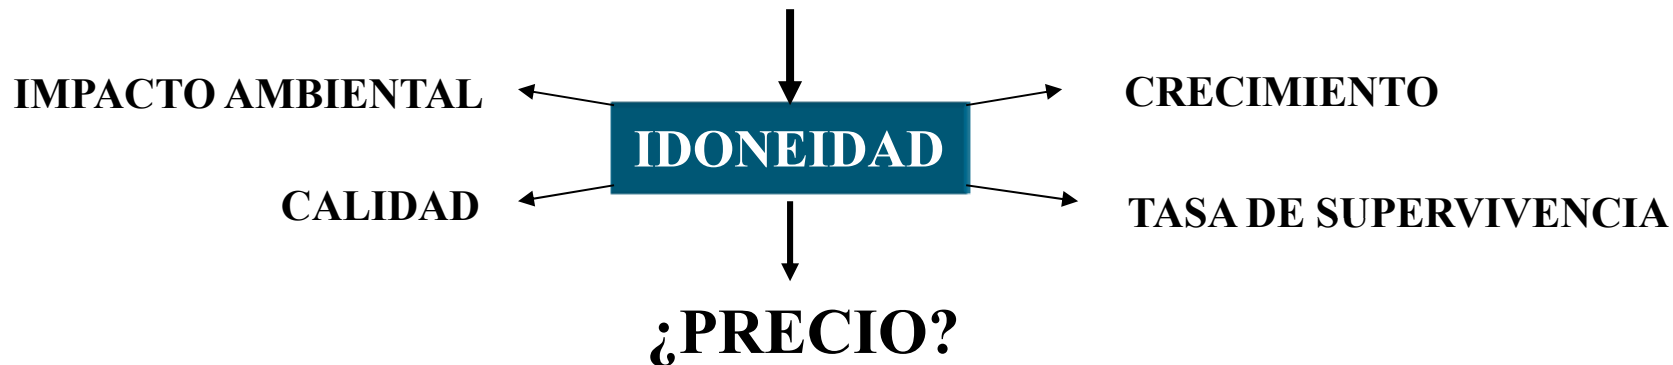 IMPACTO AMBIENTAL
CRECIMIENTO
IDONEIDAD
CALIDAD
TASA DE SUPERVIVENCIA
¿PRECIO?